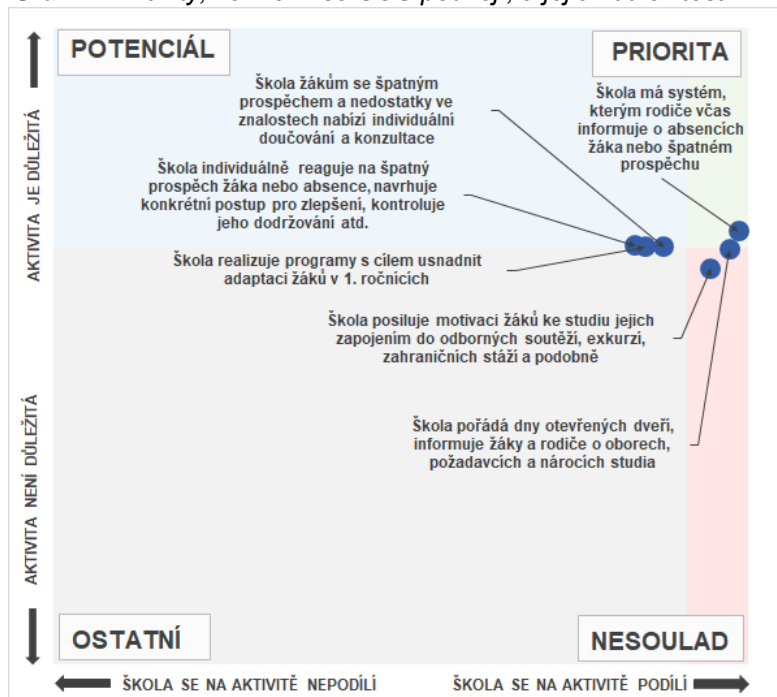 POTENCIÁL
PRIORITA
Škola žákům se špatným
prospěchem a nedostatky ve
znalostech nabízí individuální
doučování a konzultace
Škola má systém,
kterým rodiče včas
informuje o absencích
žáka nebo špatném
prospěchu
Škola individuálně reaguje na špatný
prospěch žáka nebo absence, navrhuje
konkrétní postup pro zlepšení, kontroluje
jeho dodržování atd.
Škola realizuje programy s cílem usnadnit
adaptaci žáků v 1. ročnících
Škola posiluje motivaci žáků ke studiu jejich
zapojením do odborných soutěží, exkurzí,
zahraničních stáží a podobně
Škola pořádá dny otevřených dveří,
informuje žáky a rodiče o oborech,
požadavcích a nárocích studia
AKTIVITA JE DŮLEŽITÁ
AKTIVITA NENÍ DŮLEŽITÁ
OSTATNÍ
NESOULAD
ŠKOLA SE NA AKTIVITĚ NEPODÍLÍ
ŠKOLA SE NA AKTIVITĚ PODÍLÍ